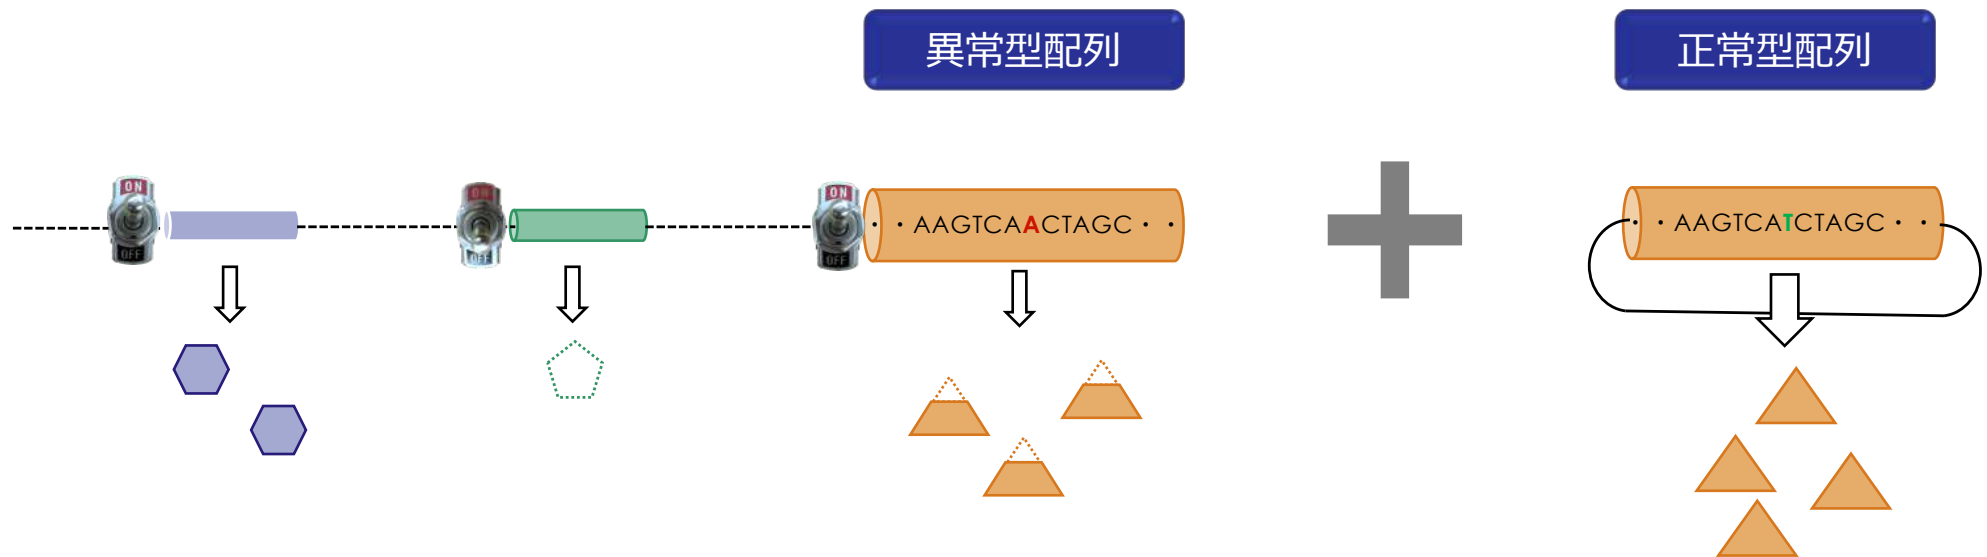 異常型配列
正常型配列
ON
OFF
ON
OFF
ON
OFF
・・AAGTCAACTAGC・・
・・AAGTCATCTAGC・・